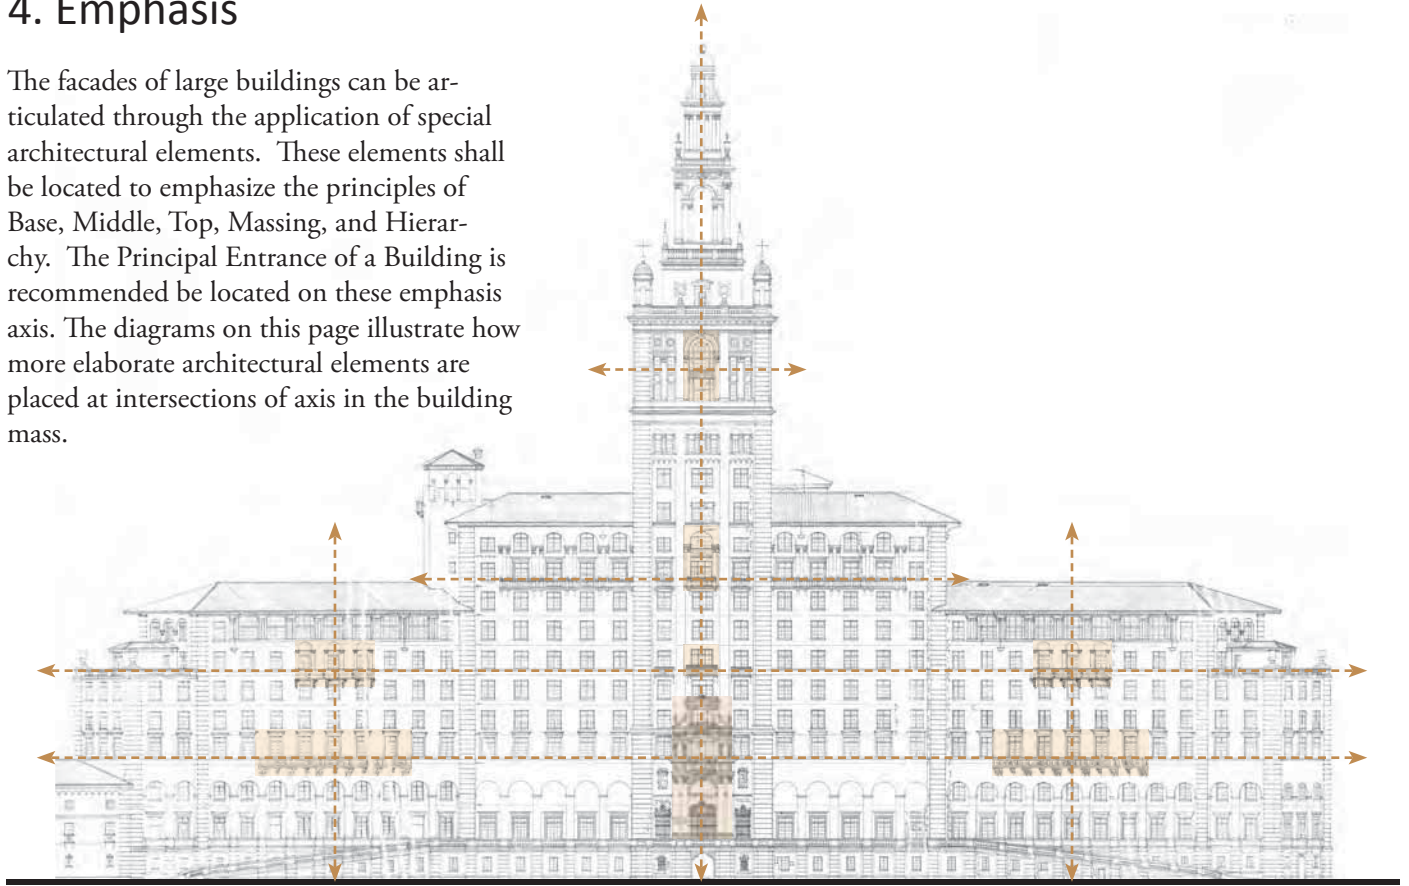 4. Emphasis
The facades of large buildings can be ar-
ticulated through the application of special
architectural elements.  These elements shall
be located to emphasize the principles of
Base, Middle, Top, Massing, and Hierar-
chy.  The Principal Entrance of a Building is
recommended be located on these emphasis
axis. The diagrams on this page illustrate how
more elaborate architectural elements are
placed at intersections of axis in the building
mass.